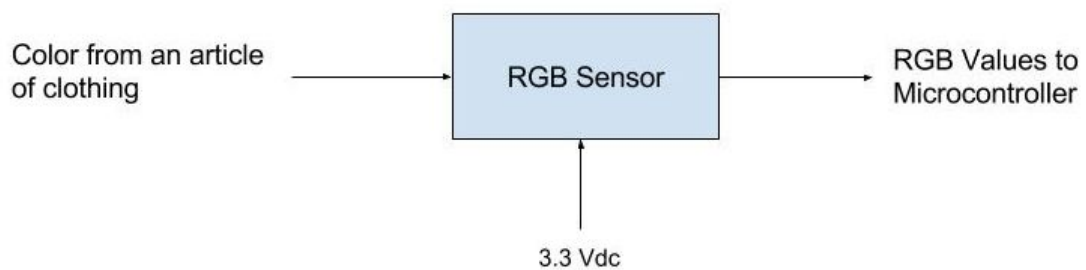 Color from an article
of clothing
RGB Sensor
RGB Values to
Microcontroller
3.3 Vdc